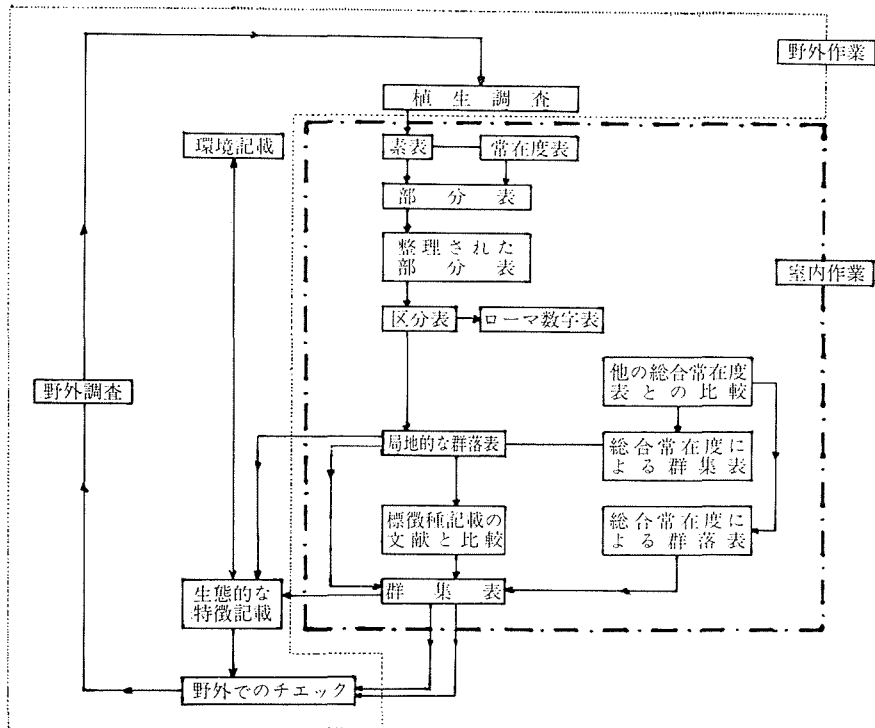 野外作業
植生調査
環境記載
素表
常在度表
部分表
整理された
部分表
室内作業
区分表
ローマ数字表
他の総合常在度
表との比較
野外調査
局地的な群落表
総合常在度に
よる群集表
標徴種記載の
文献と比較
総合常在度に
よる群落表
生態的な
特徴記載
群集表
野外でのチエック